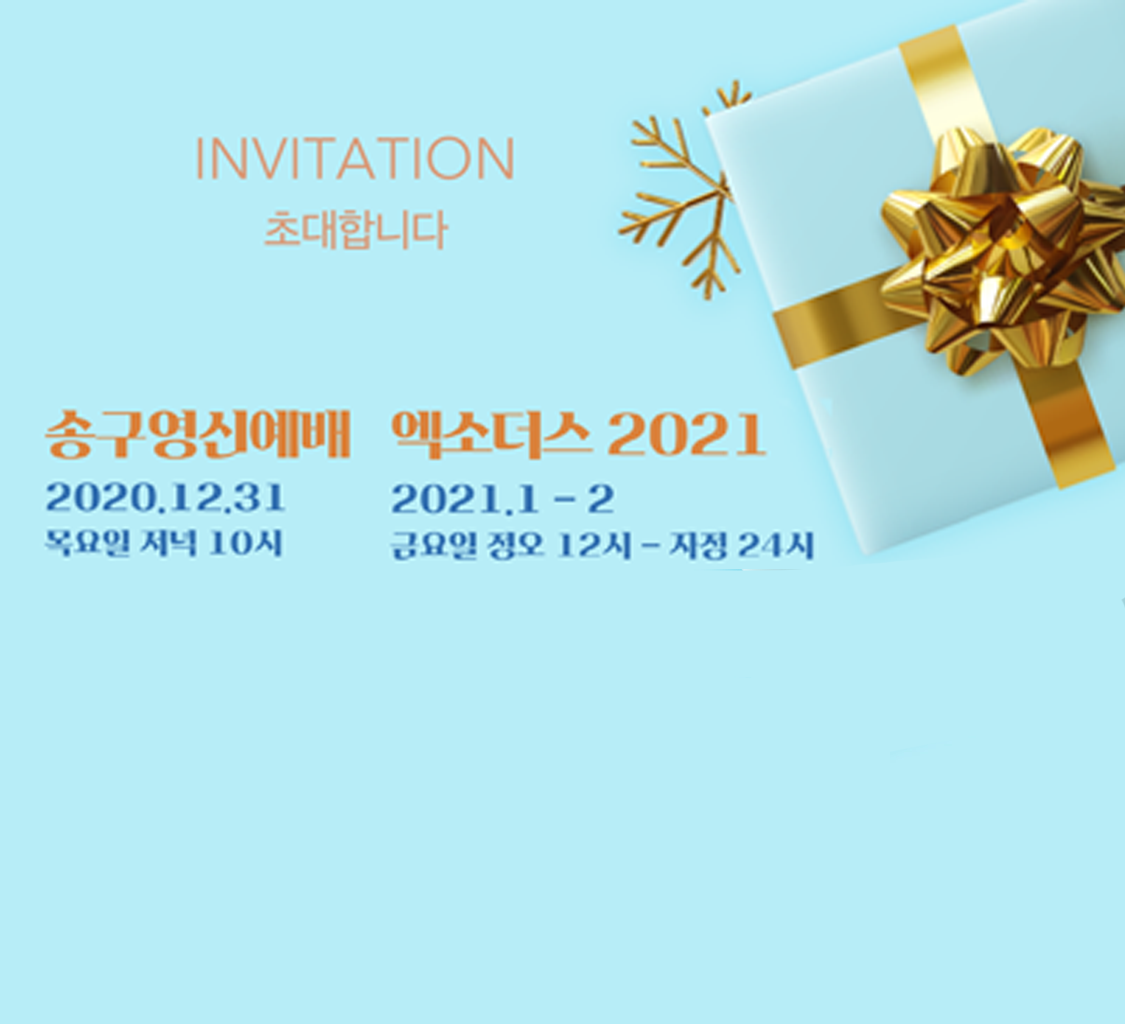 INVITATION
초대합니다
송구영신예배
2020.12.31
목요일 저녁 10시
엑소더스 2021
2021.1 - 2
금요일 정오 12시 - 자정 24시